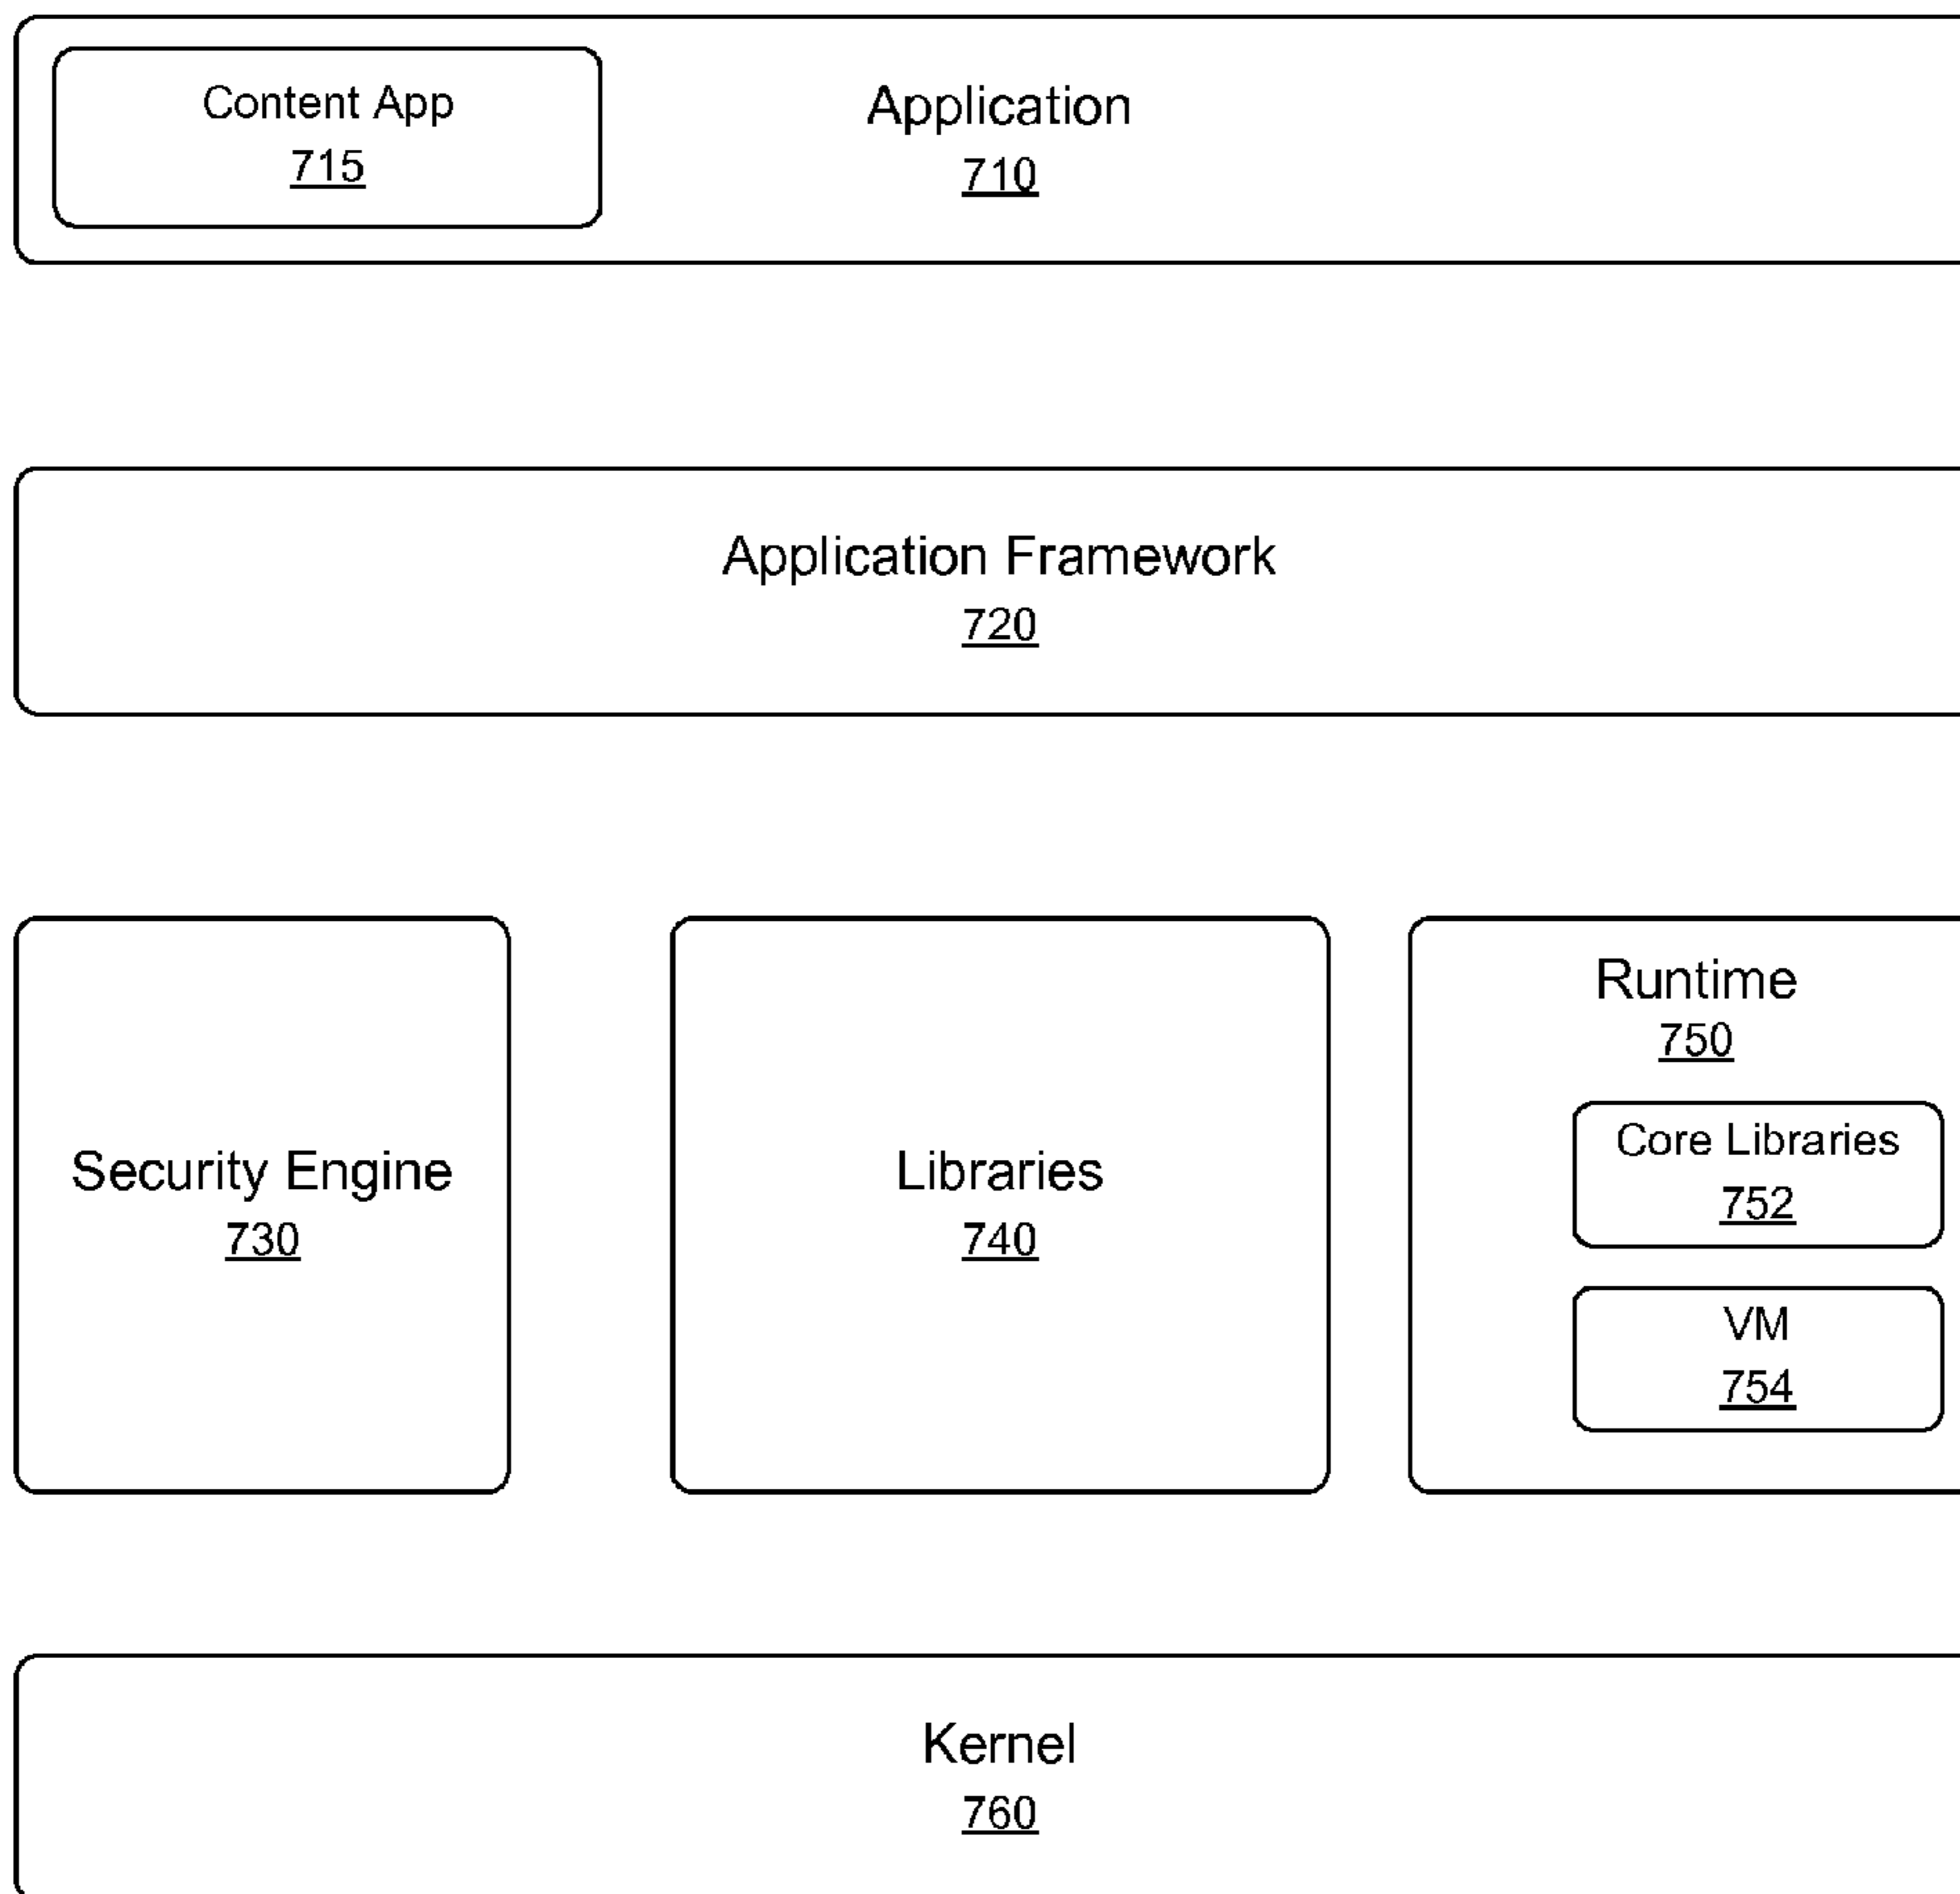 Content App
715
Application
710
Application Framework
720
Security Engine
730
Libraries
740
Runtime
750
Core Libraries
752
VM
754
Kernel
760